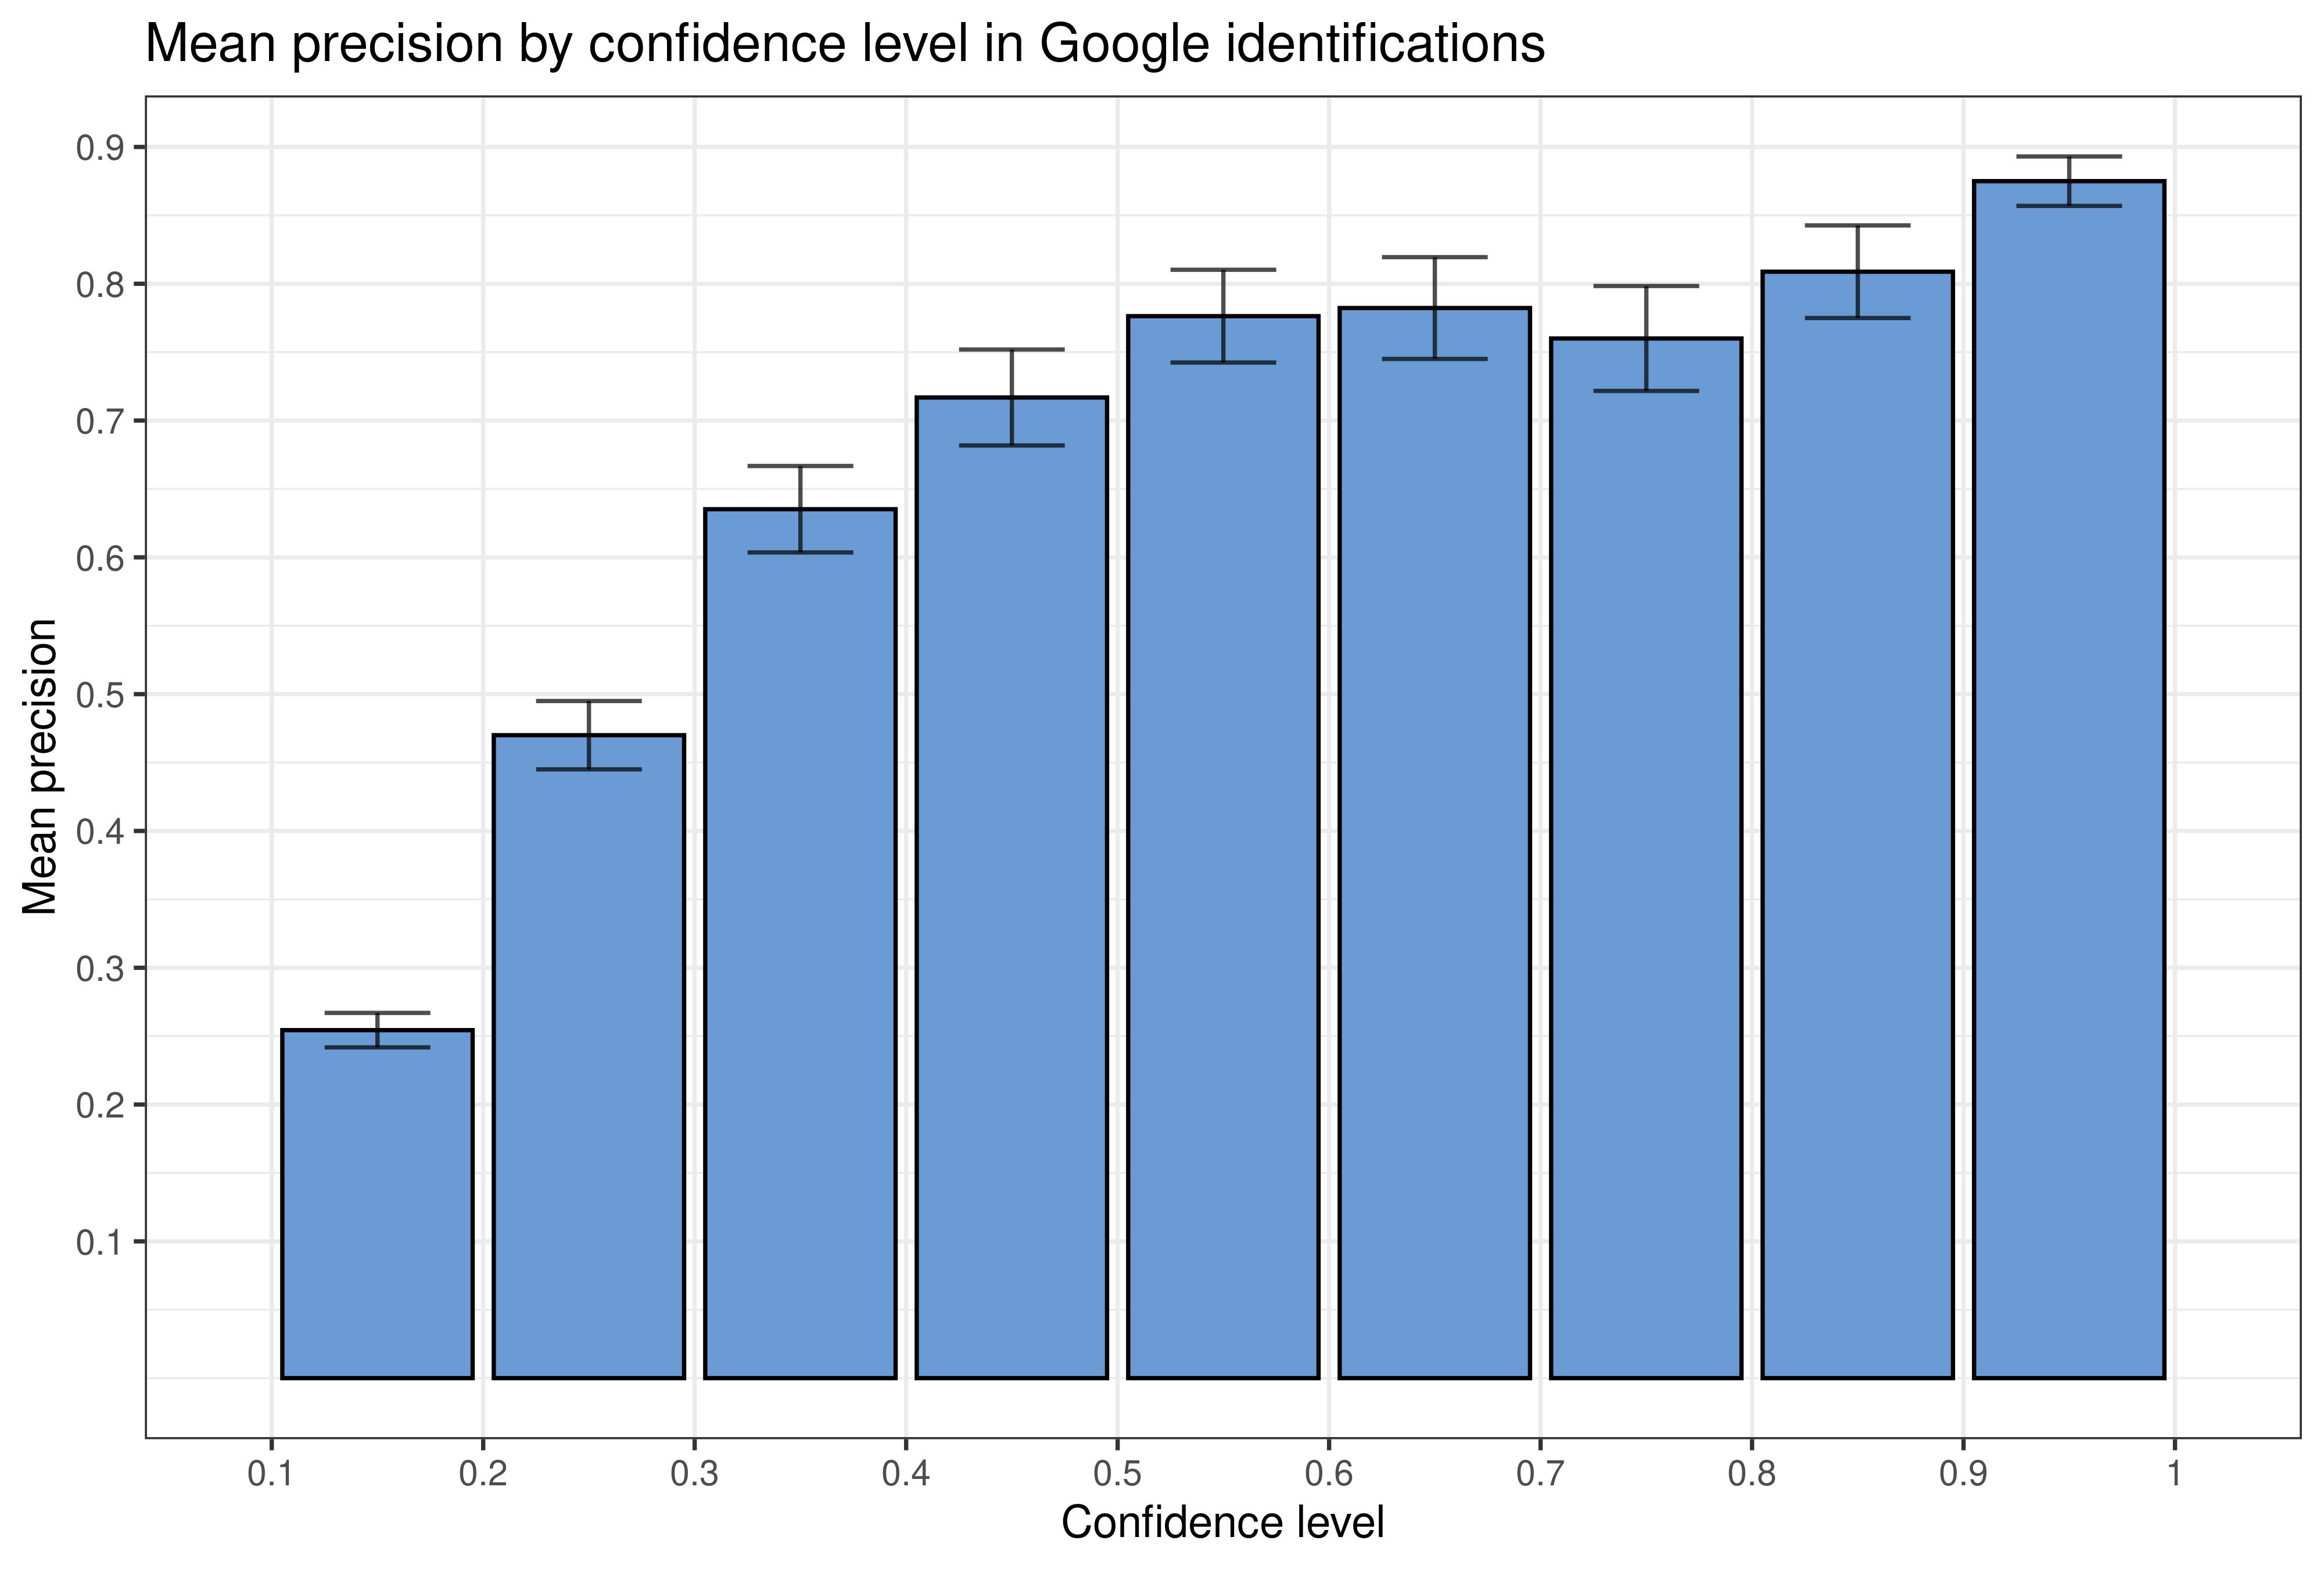 Mean precision by confidence level in Google identifications
Mean precision
0.9
0.8
0.7
0.6
0.5
0.4
0.3
0.2
0.1
0.1 0.2 0.3 0.4 0.5 0.6 0.7 0.8 0.9 1
Confidence level